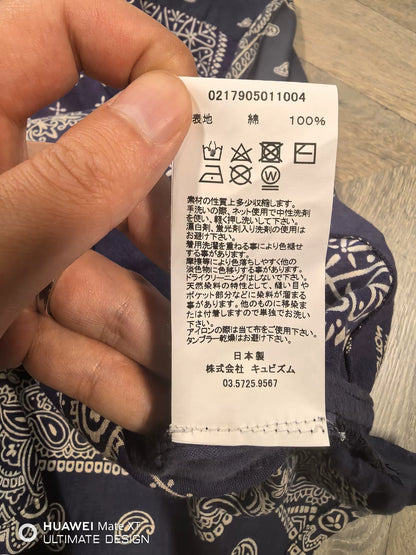 0217905011004
表地 綿 100%
素材の性質上多少収縮します。
手洗いの際、ネット使用で中性洗剤
を使い、軽く押し洗いして下さい。
漂白剤、蛍光剤入り洗剤の使用は
お避け下さい。
着用洗濯を重ねる事により色褪せ
する事があります。
摩擦等により色落ちしやすく他の
淡色物に色移りする事があります。
ドライクリーニングはしないで下さい。
天然染料の特性として、縫い目や
ポケット部分などに染料が溜まる
事があります。他のものに移染ま
たは付着しますので単独でお洗い
下さい。
アイロンの際は当て布をご使用下さい。
タンブラー乾燥はお避け下さい。
日本製
株式会社 キュビズム
03.5725.9567
HUAWEI Mate XT
ULTIMATE DESIGN